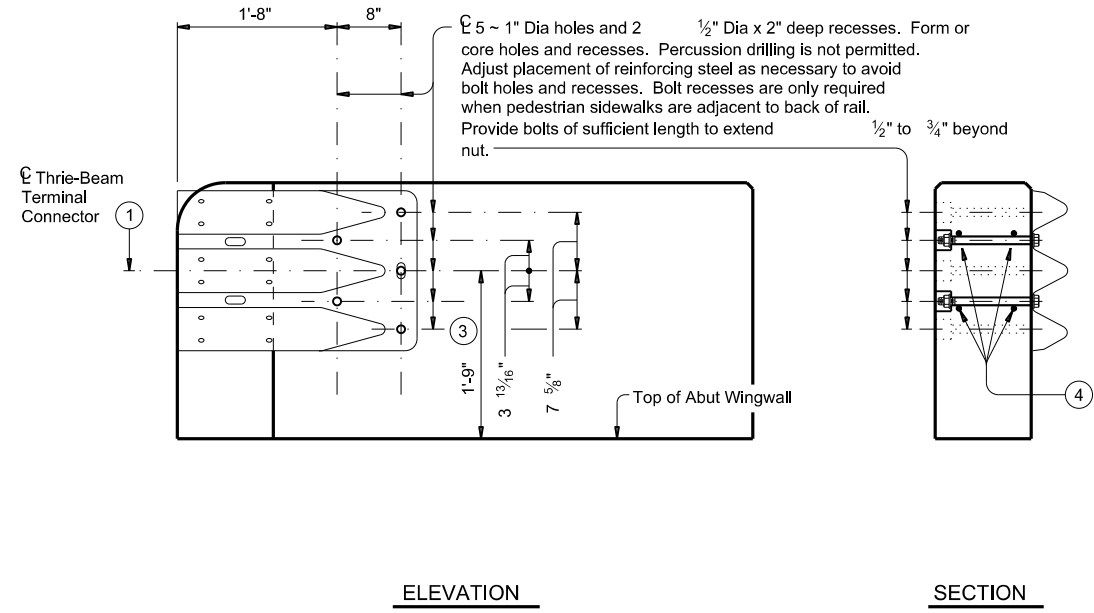 1'-8"
8"
℄ 5 ~ 1" Dia holes and 2 ½" Dia x 2" deep recesses. Form or
core holes and recesses. Percussion drilling is not permitted.
Adjust placement of reinforcing steel as necessary to avoid
bolt holes and recesses. Bolt recesses are only required
when pedestrian sidewalks are adjacent to back of rail.
Provide bolts of sufficient length to extend ½" to ¾" beyond
nut.
℄ Thrie-Beam
Terminal
Connector
1
3
1'-9"
3 13/16"
7 5/8"
Top of Abut Wingwall
4
ELEVATION
SECTION